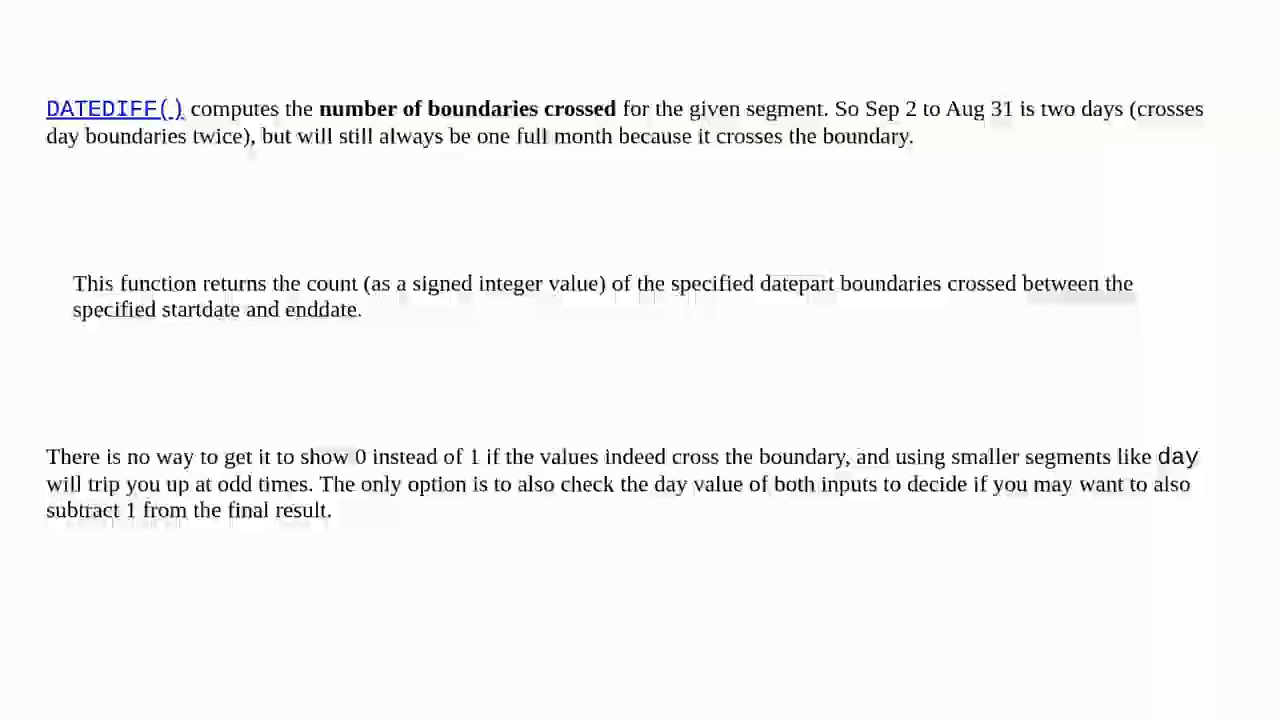 DATEDIFF() computes the number of boundaries crossed for the given segment. So Sep 2 to Aug 31 is two days (crosses
day boundaries twice), but will still always be one full month because it crosses the boundary.
This function returns the count (as a signed integer value) of the specified datepart boundaries crossed between the
specified startdate and enddate.
There is no way to get it to show 0 instead of 1 if the values indeed cross the boundary, and using smaller segments like day
will trip you up at odd times. The only option is to also check the day value of both inputs to decide if you may want to also
subtract 1 from the final result.